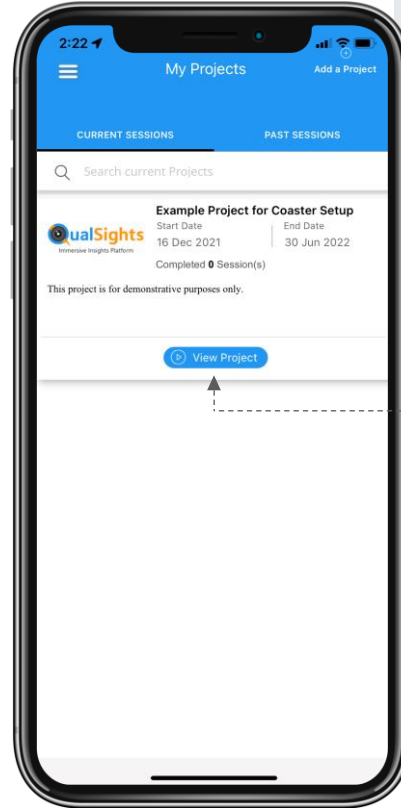 2:22
My Projects
Add a Project
CURRENT SESSIONS
PAST SESSIONS
Search current Projects
Example Project for Coaster Setup
QualSights
Immersive Insights Platform
Start Date
End Date
16 Dec 2021
30 Jun 2022
Completed 0 Session(s)
This project is for demonstrative purposes only.
View Project